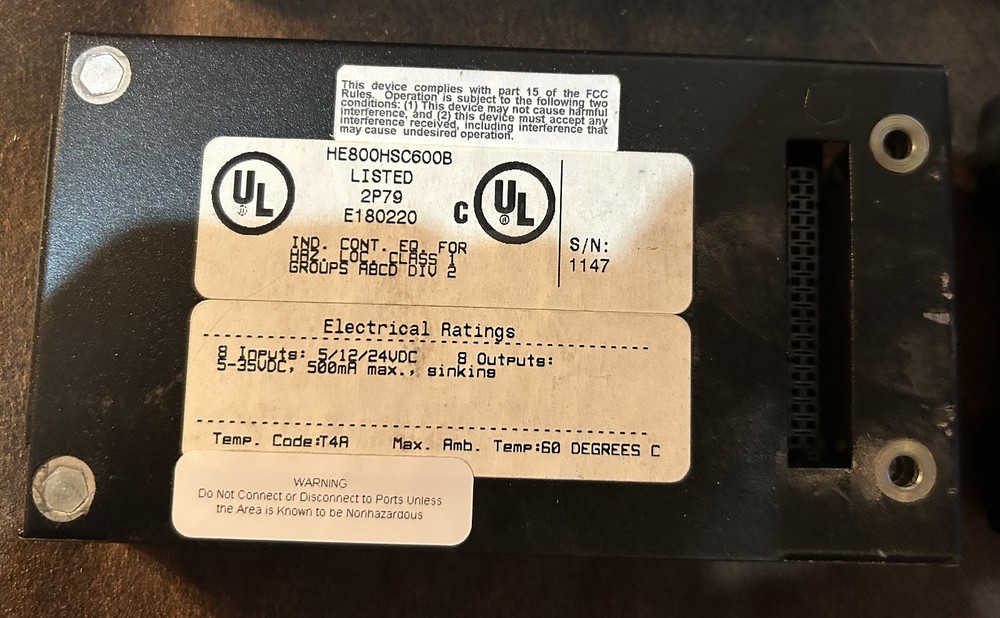 This device complies with part 15 of the FCC
Rules. Operation is subject to the following two
conditions: (1) This device may not cause harmful
interference, and (2) this device must accept any
interference received, including interference that
may cause undesired operation.
HE800HSC600B
UL
LISTED
2P79
E180220
C UL
IND. CONT. EQ. FOR
HAZ. LOC. CLASS 1
GROUPS ABCD DIV 2
S/N:
1147
Electrical Ratings
8 Inputs: 5/12/24VDC 8 Outputs:
5-35VDC, 500mA max., sinking
Temp. Code:T4A Max. Amb. Temp:60 DEGREES C
WARNING
Do Not Connect or Disconnect to Ports Unless
the Area is Known to be Nonhazardous